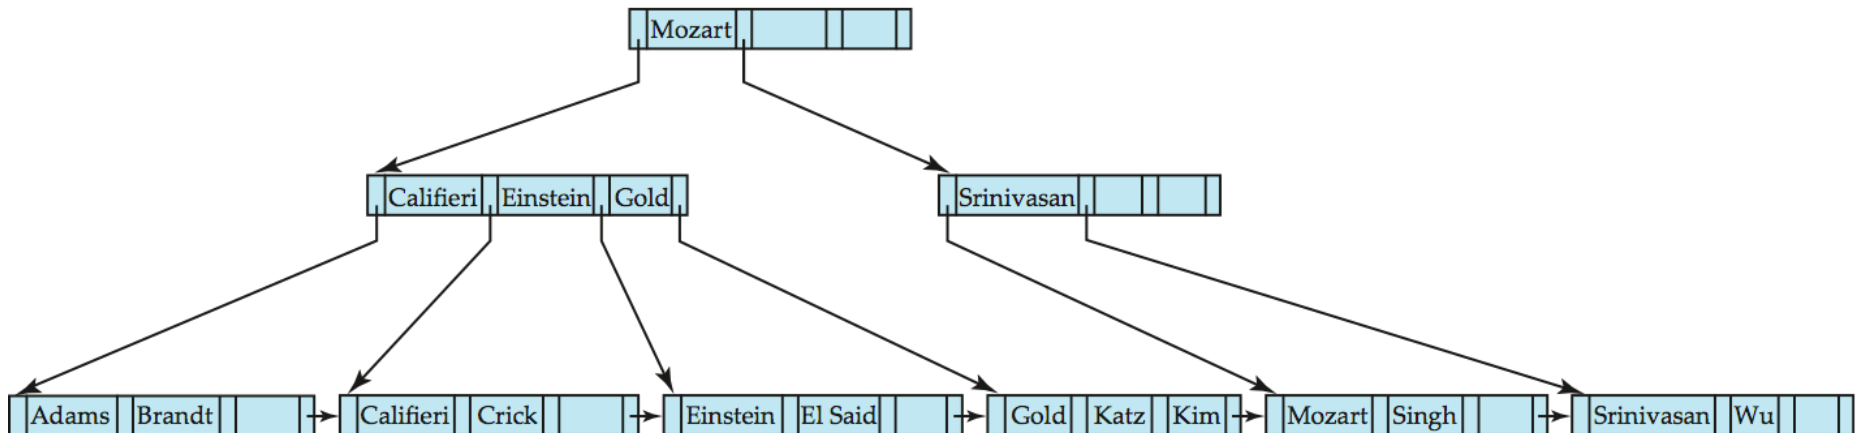 Mozart
Califieri Einstein Gold Srinivasan
Adams Brandt Califieri Crick Einstein El Said Gold Katz Kim Mozart Singh Srinivasan Wu